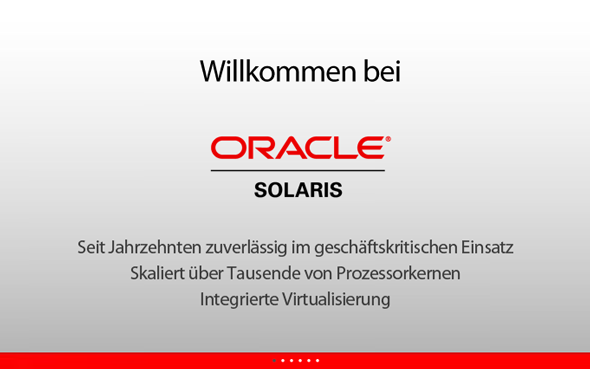 Willkommen bei
ORACLE®
SOLARIS
Seit Jahrzehnten zuverlässig im geschäftskritischen Einsatz
Skaliert über Tausende von Prozessorkernen
Integrierte Virtualisierung